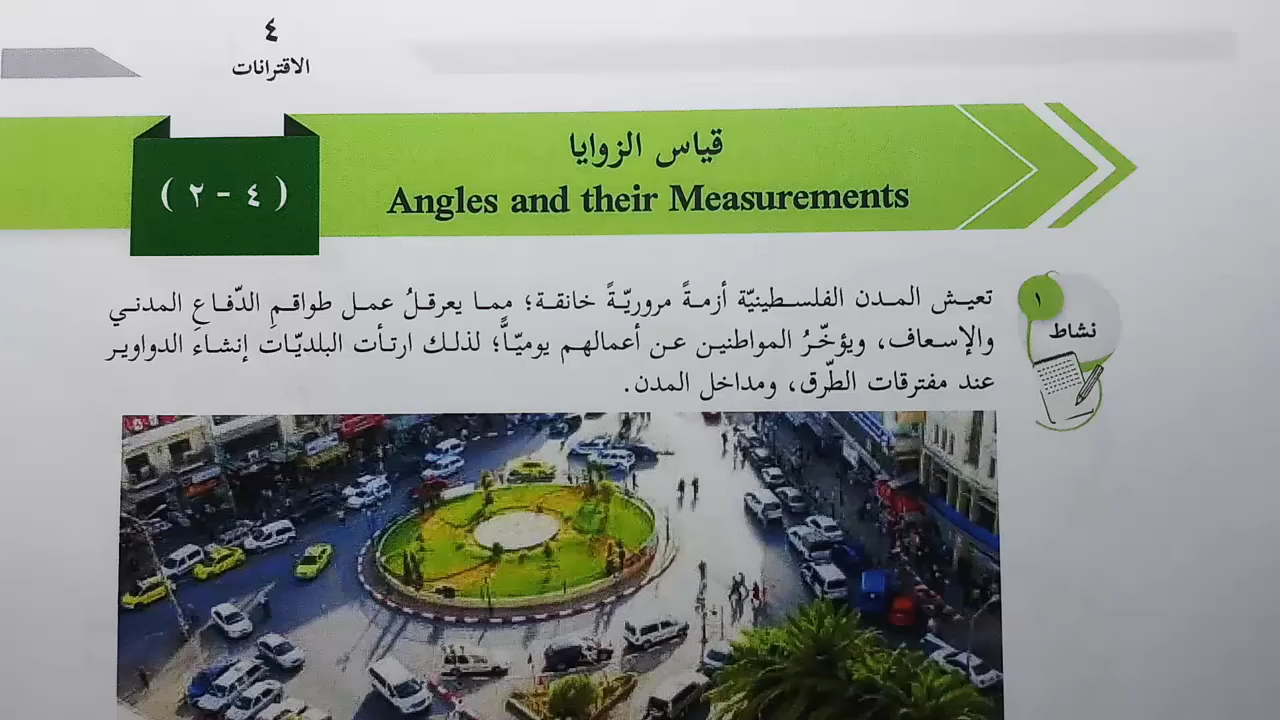 ٤
الاقترانات
قياس الزوايا
Angles and their Measurements
( ٤ - ٢ )
١
نشاط
تعيش المدن الفلسطينيّة أزمةً مروريّةً خانقة؛ مما يعرقلُ عمل طواقمِ الدّفاعِ المدني
والإسعاف، ويؤخّرُ المواطنين عن أعمالهم يوميّاً؛ لذلك ارتأت البلديّات إنشاءَ الدواوير
عند مفترقات الطّرق، ومداخل المدن.